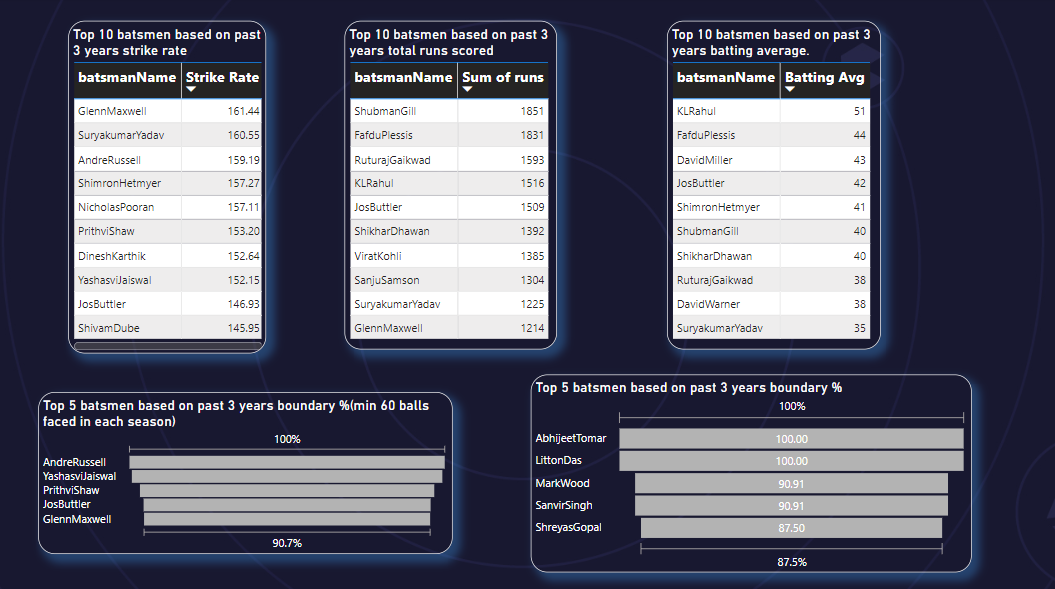 Top 10 batsmen based on past
3 years strike rate
batsmanName Strike Rate
GlennMaxwell 161.44
SuryakumarYadav 160.55
AndreRussell 159.19
ShimronHetmyer 157.27
NicholasPooran 157.11
PrithviShaw 153.20
DineshKarthik 152.64
YashasviJaiswal 152.15
JosButtler 146.93
ShivamDube 145.95
Top 10 batsmen based on past 3
years total runs scored
batsmanName Sum of runs
ShubmanGill 1851
FafduPlessis 1831
RuturajGaikwad 1593
KLRahul 1516
JosButtler 1509
ShikharDhawan 1392
ViratKohli 1385
SanjuSamson 1304
SuryakumarYadav 1225
GlennMaxwell 1214
Top 10 batsmen based on past 3
years batting average.
batsmanName Batting Avg
KLRahul 51
FafduPlessis 44
DavidMiller 43
JosButtler 42
ShimronHetmyer 41
ShubmanGill 40
ShikharDhawan 40
RuturajGaikwad 38
DavidWarner 38
SuryakumarYadav 35
Top 5 batsmen based on past 3 years boundary %(min 60 balls
faced in each season)
100%
AndreRussell
YashasviJaiswal
PrithviShaw
JosButtler
GlennMaxwell
90.7%
Top 5 batsmen based on past 3 years boundary %
100%
AbhijeetTomar 100.00
LittonDas 100.00
MarkWood 90.91
SanvirSingh 90.91
ShreyasGopal 87.50
87.5%